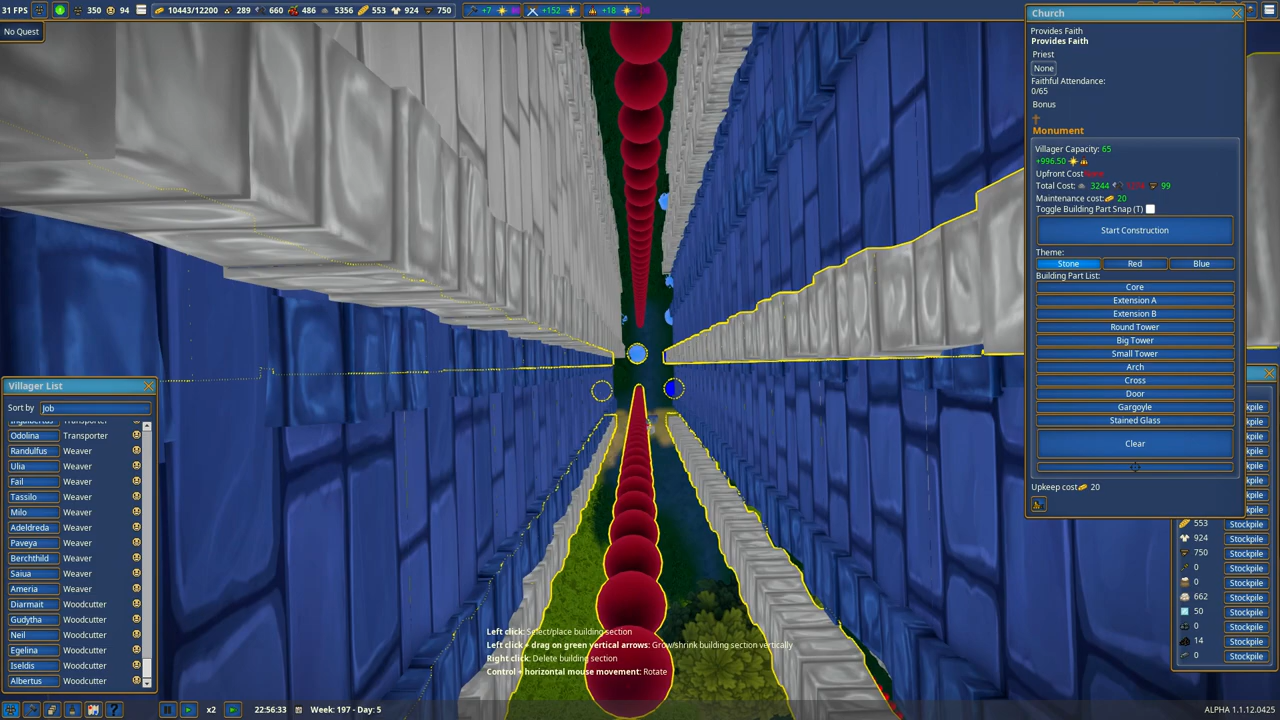 31 FPS
350
94
10443/12200
289
660
486
5356
553
924
750
+7
+152
+18
No Quest
Church
Provides Faith
Provides Faith
Priest
None
Faithful Attendance:
0/65
Bonus
Monument
Villager Capacity: 65
+996.50
Upfront Cost
Total Cost: 3244 99
Maintenance cost: 20
Toggle Building Part Snap (T)
Start Construction
Theme:
Stone Red Blue
Building Part List:
Core
Extension A
Extension B
Round Tower
Big Tower
Small Tower
Arch
Cross
Door
Gargoyle
Stained Glass
Clear
Upkeep cost 20
Villager List
Sort by Job
Odolina Transporter
Randulfus Weaver
Ulia Weaver
Fail Weaver
Tassilo Weaver
Milo Weaver
Adeldreda Weaver
Paveya Weaver
Berchthild Weaver
Saiua Weaver
Ameria Weaver
Diarmait Woodcutter
Gudytha Woodcutter
Neil Woodcutter
Egelina Woodcutter
Iseldis Woodcutter
Albertus Woodcutter
553 Stockpile
924 Stockpile
750 Stockpile
0 Stockpile
0 Stockpile
662 Stockpile
50 Stockpile
0 Stockpile
14 Stockpile
0 Stockpile
Left click: Select/place building section
Left click + drag on green vertical arrows: Grow/shrink building section vertically
Right click: Delete building section
Control + horizontal mouse movement: Rotate
x2
22:56:33
Week: 197 - Day: 5
ALPHA 1.1.12.0425